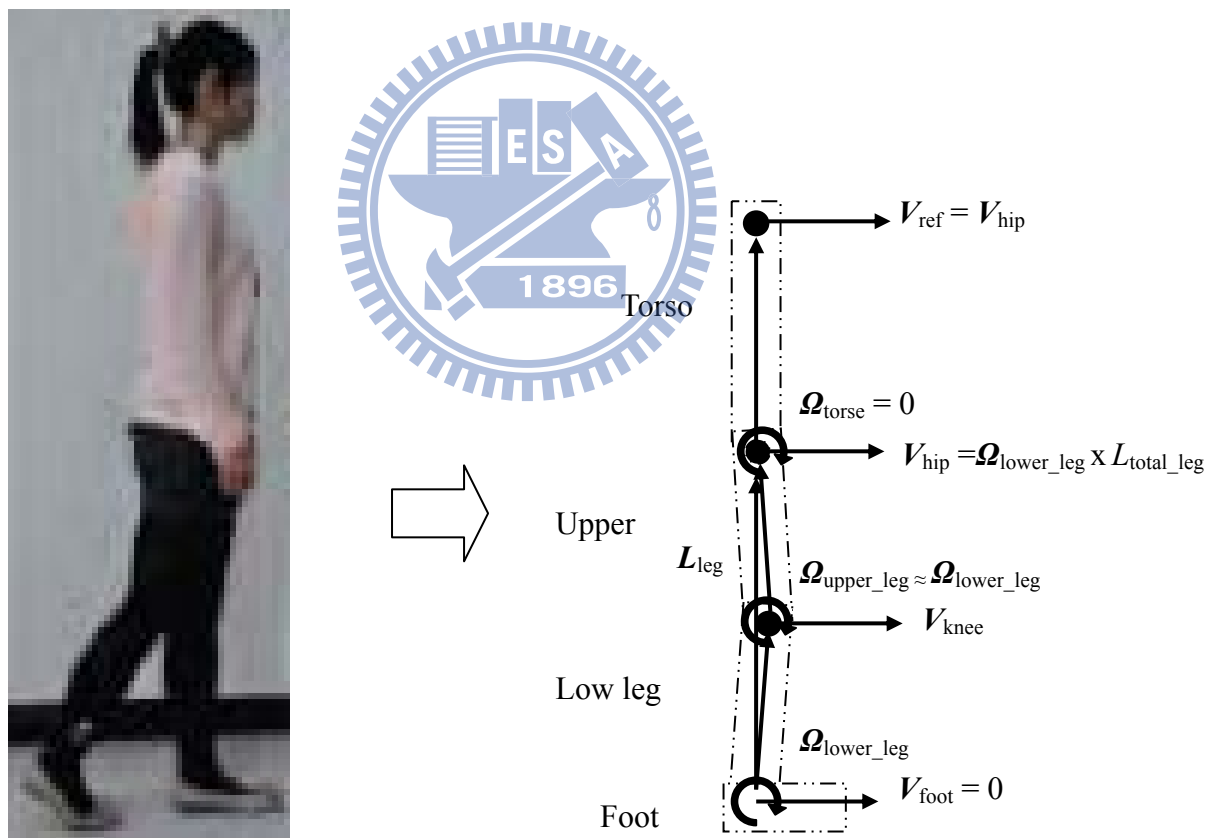 E S A
8
1896
V_ref = V_hip
Torso
Ω_torse = 0
V_hip =Ω_lower_leg x L_total_leg
Upper
L_leg
Ω_upper_leg ≈ Ω_lower_leg
V_knee
Low leg
Ω_lower_leg
V_foot = 0
Foot